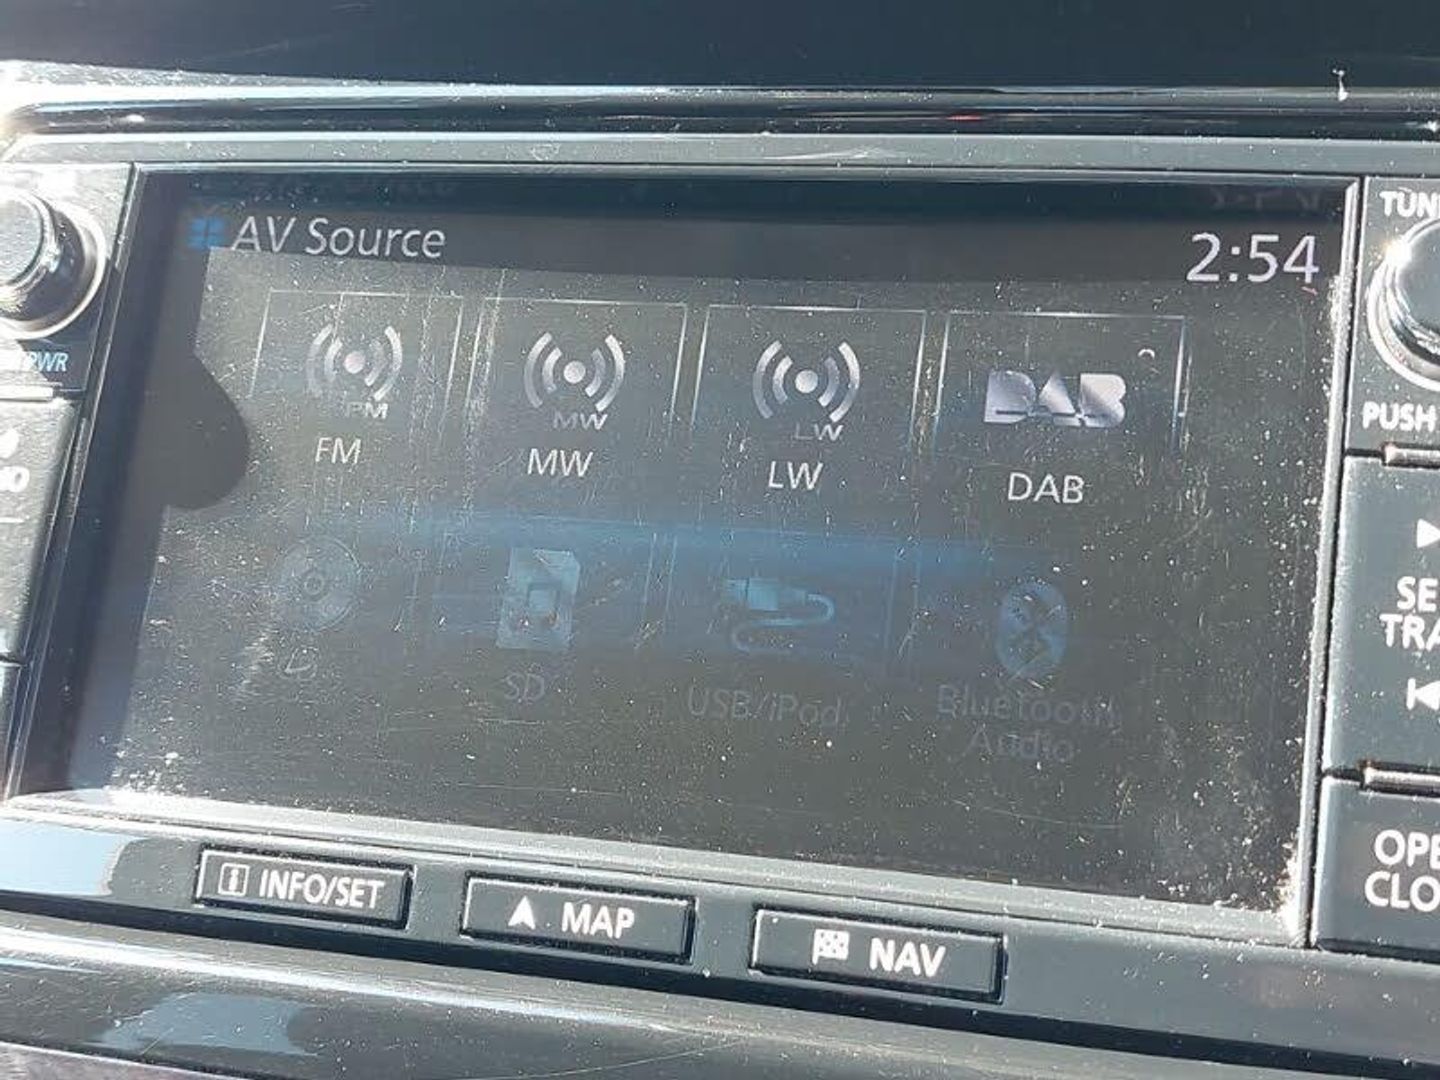 AV Source
2:54
TUN
PWR
FM
FM
MW
MW
LW
LW
DAB
DAB
PUSH
SD
USB/iPod
Bluetooth
Audio
SE
TRA
INFO/SET
MAP
NAV
OPE
CLO